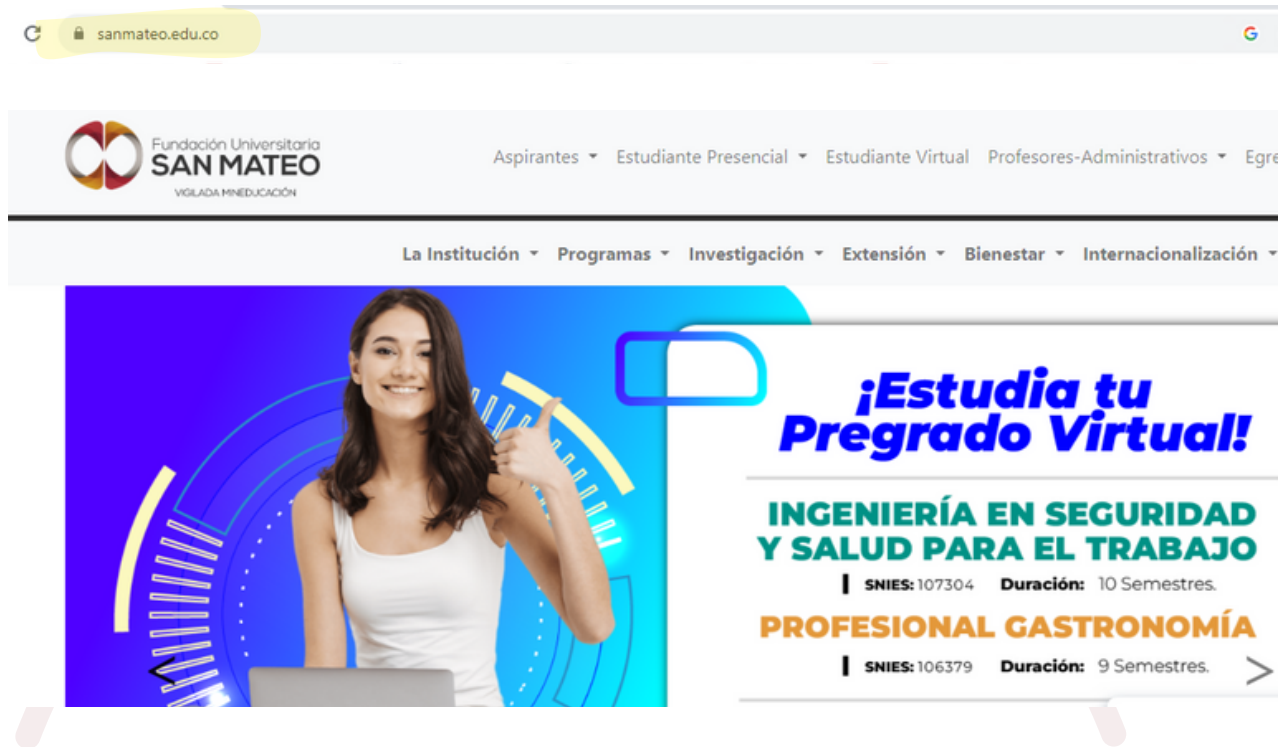 sanmateo.edu.co
Fundación Universitaria
SAN MATEO
VIGILADA MINEDUCACIÓN
Aspirantes Estudiante Presencial Estudiante Virtual Profesores-Administrativos Egre
La Institución Programas Investigación Extensión Bienestar Internacionalización
¡Estudia tu
Pregrado Virtual!
INGENIERÍA EN SEGURIDAD
Y SALUD PARA EL TRABAJO
SNIES: 107304 Duración: 10 Semestres.
PROFESIONAL GASTRONOMÍA
SNIES: 106379 Duración: 9 Semestres.